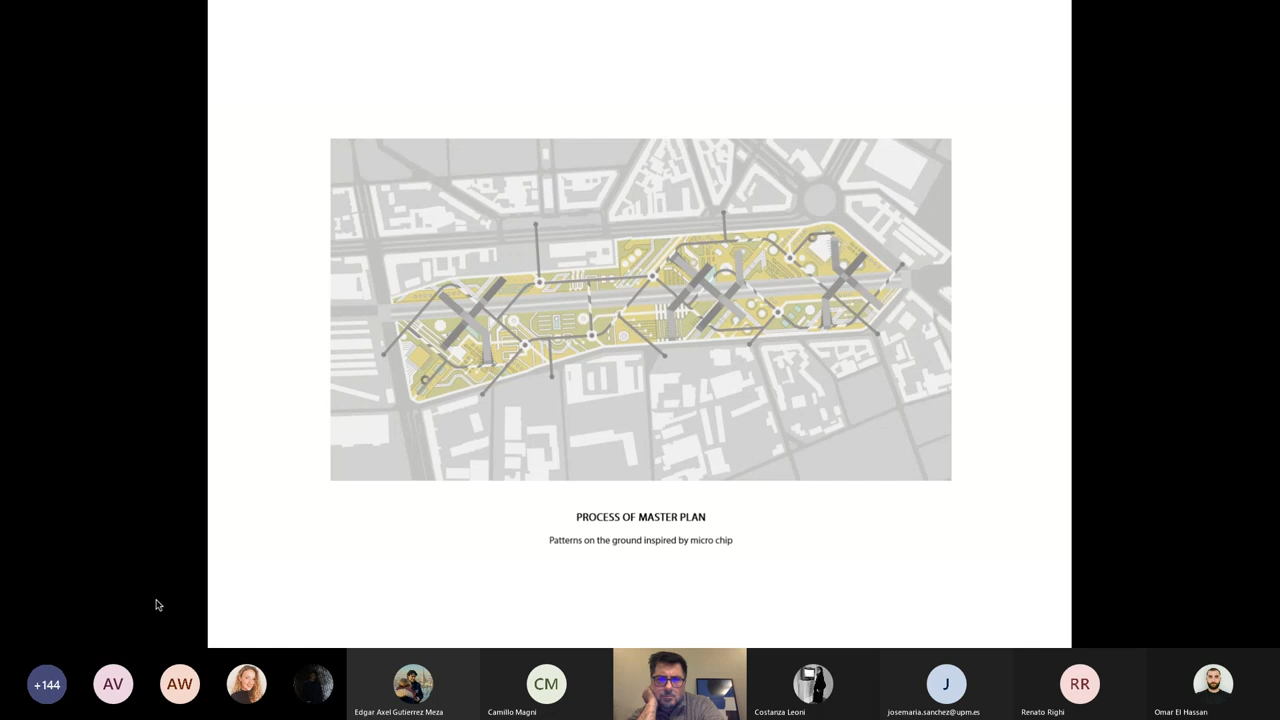 PROCESS OF MASTER PLAN
Patterns on the ground inspired by micro chip
+144
AV
AW
Edgar Axel Gutierrez Meza
CM
Camillo Magni
Costanza Leoni
J
josemaria.sanchez@upm.es
RR
Renato Righi
Omar El Hassan